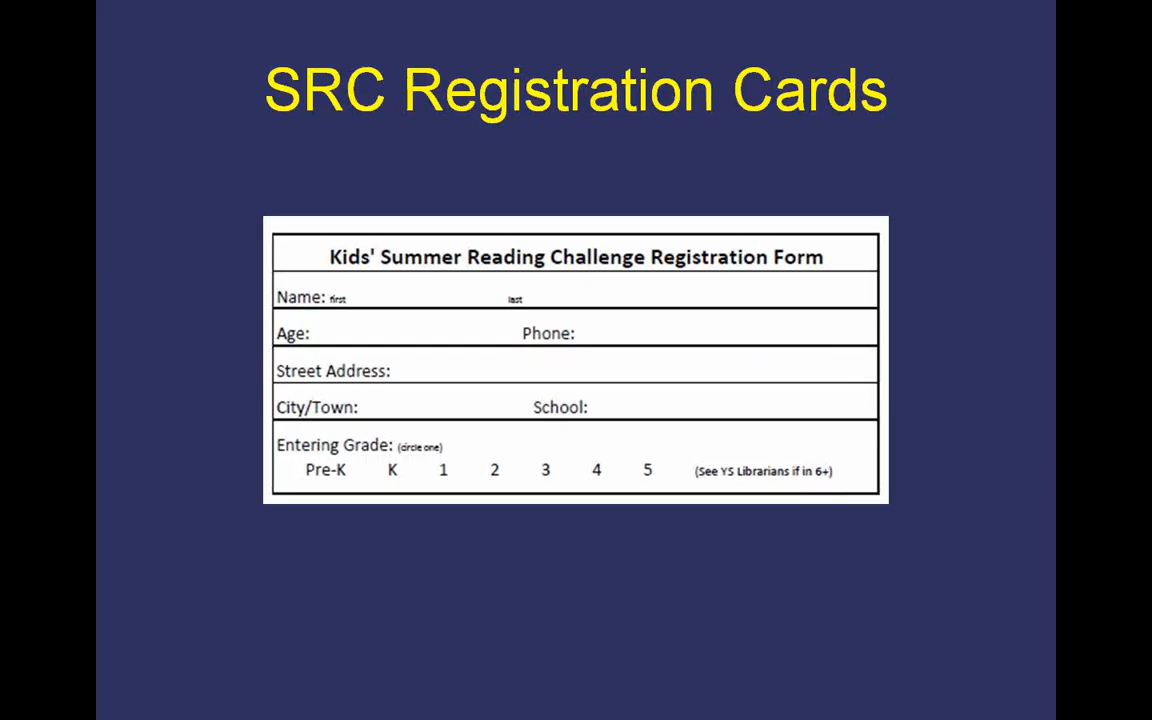 SRC Registration Cards
Kids' Summer Reading Challenge Registration Form
Name: first last
Age: Phone:
Street Address:
City/Town: School:
Entering Grade: (circle one)
Pre-K K 1 2 3 4 5 (See YS Librarians if in 6+)